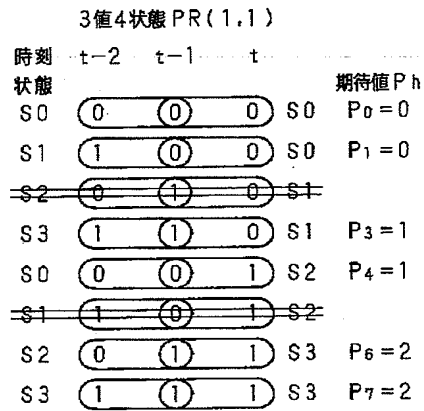 3値4状態PR(1,1)
時刻 t-2 t-1 t
状態 期待値Ph
S0 0 0 0 S0 P0=0
S1 1 0 0 S0 P1=0
S2 0 1 0 S1
S3 1 1 0 S1 P3=1
S0 0 0 1 S2 P4=1
S1 1 0 1 S2
S2 0 1 1 S3 P6=2
S3 1 1 1 S3 P7=2